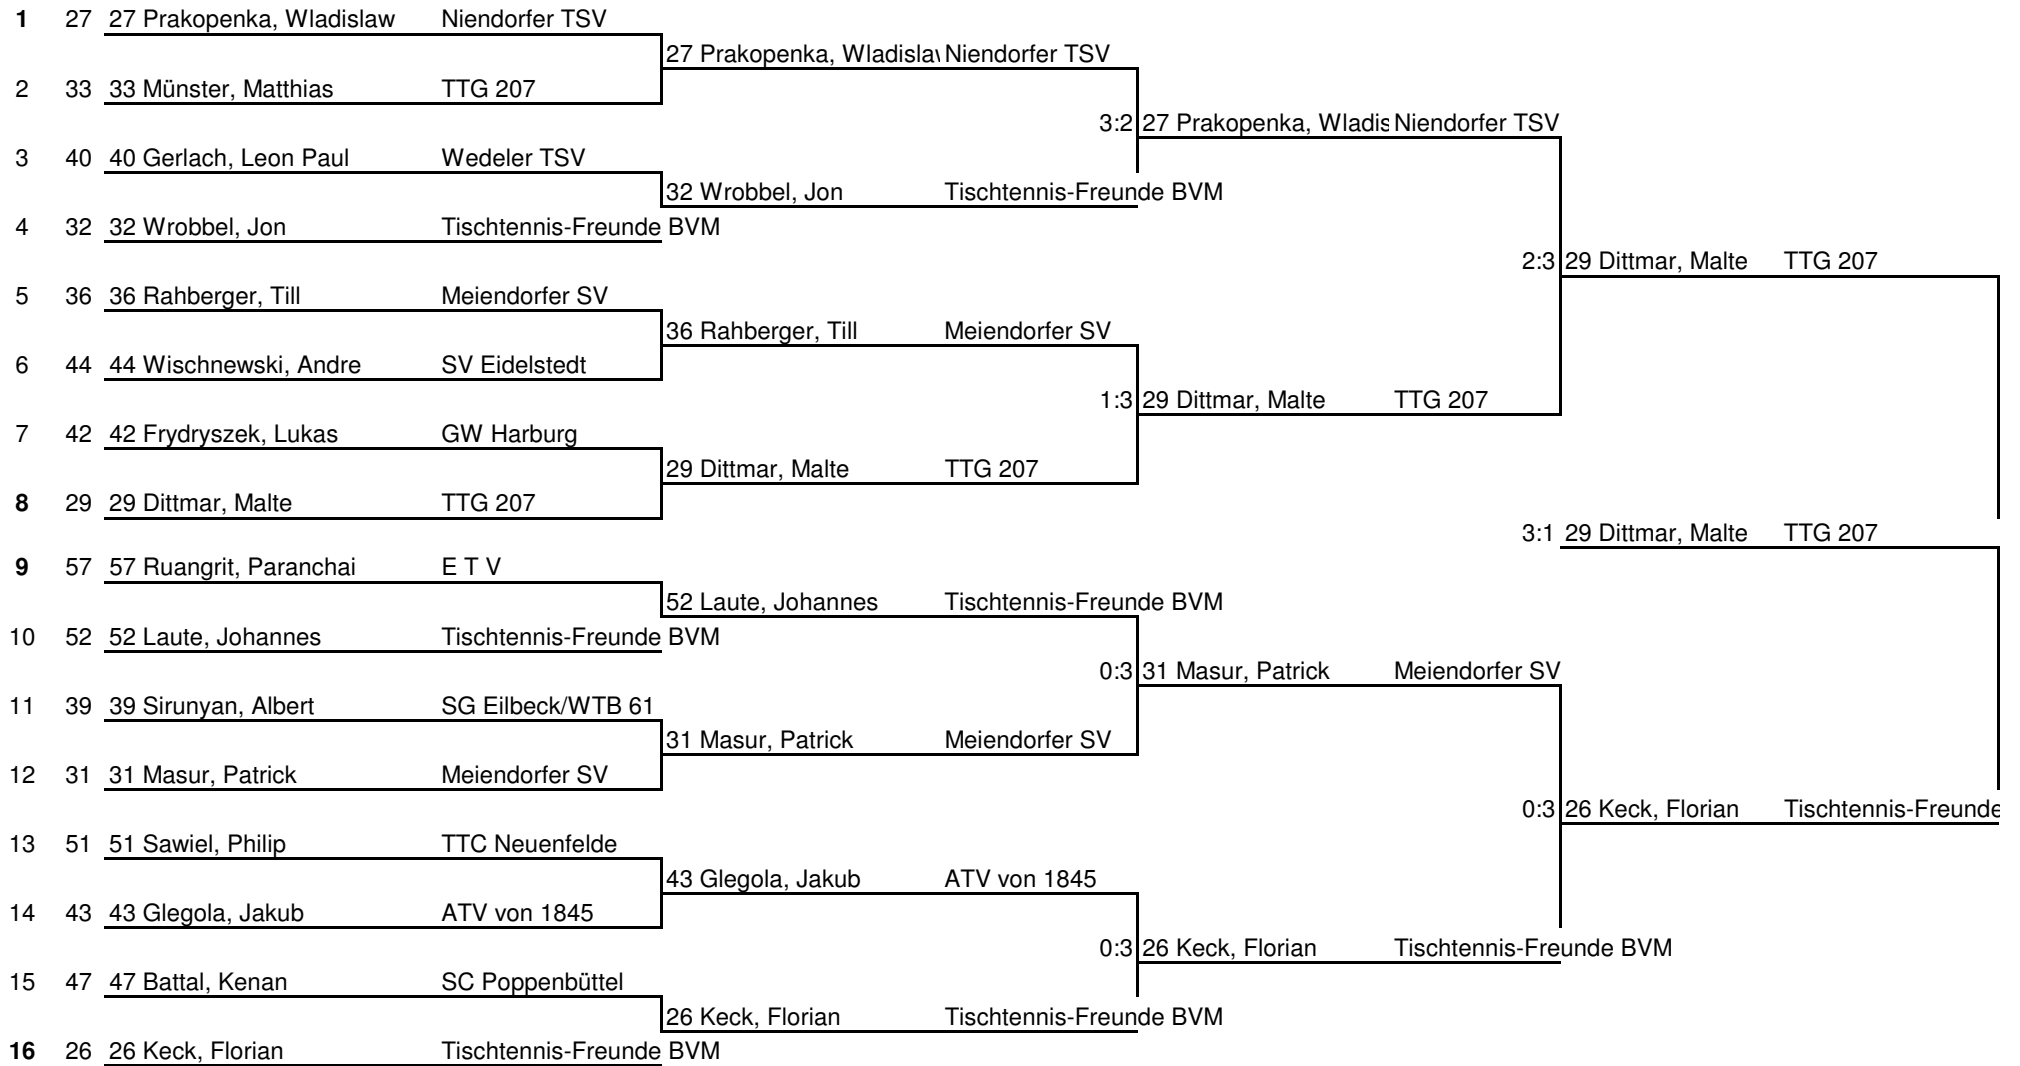 1 27 27 Prakopenka, Wladislaw Niendorfer TSV
27 Prakopenka, Wladislaw Niendorfer TSV
2 33 33 Münster, Matthias TTG 207
3:2 27 Prakopenka, Wladis Niendorfer TSV
3 40 40 Gerlach, Leon Paul Wedeler TSV
32 Wrobbel, Jon Tischtennis-Freunde BVM
4 32 32 Wrobbel, Jon Tischtennis-Freunde BVM
2:3 29 Dittmar, Malte TTG 207
5 36 36 Rahberger, Till Meiendorfer SV
36 Rahberger, Till Meiendorfer SV
6 44 44 Wischnewski, Andre SV Eidelstedt
1:3 29 Dittmar, Malte TTG 207
7 42 42 Frydryszek, Lukas GW Harburg
29 Dittmar, Malte TTG 207
8 29 29 Dittmar, Malte TTG 207
3:1 29 Dittmar, Malte TTG 207
9 57 57 Ruangrit, Paranchai E T V
52 Laute, Johannes Tischtennis-Freunde BVM
10 52 52 Laute, Johannes Tischtennis-Freunde BVM
0:3 31 Masur, Patrick Meiendorfer SV
11 39 39 Sirunyan, Albert SG Eilbeck/WTB 61
31 Masur, Patrick Meiendorfer SV
12 31 31 Masur, Patrick Meiendorfer SV
0:3 26 Keck, Florian Tischtennis-Freunde
13 51 51 Sawiel, Philip TTC Neuenfelde
43 Glegola, Jakub ATV von 1845
14 43 43 Glegola, Jakub ATV von 1845
0:3 26 Keck, Florian Tischtennis-Freunde BVM
15 47 47 Battal, Kenan SC Poppenbüttel
26 Keck, Florian Tischtennis-Freunde BVM
16 26 26 Keck, Florian Tischtennis-Freunde BVM